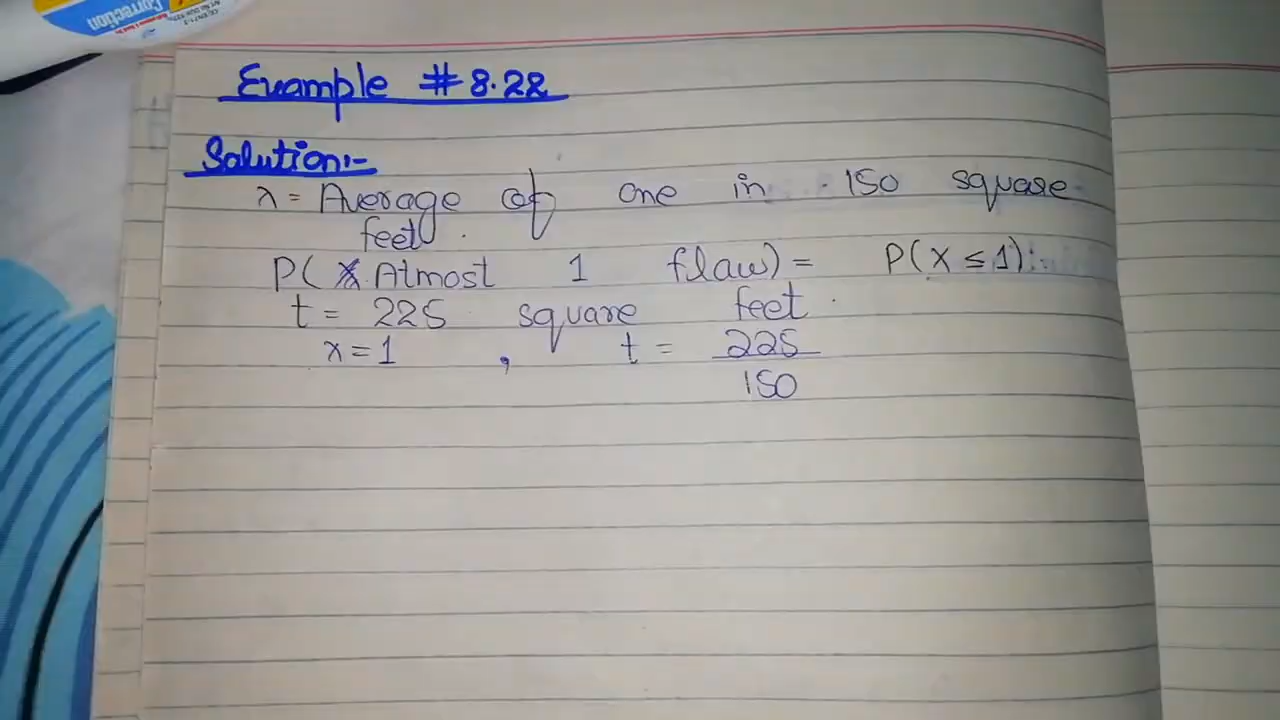 Correction
Example #8.28
Solution:-
λ = Average of one in 150 square
feet.
P( Atmost 1 flaw) = P(X ≤ 1):
t = 225 square feet.
x = 1 , t = 225
150